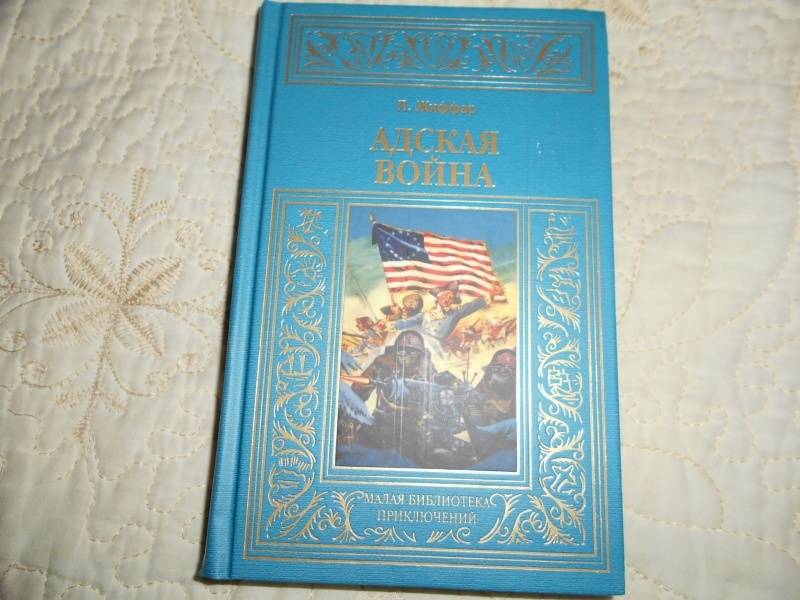 П. Жиффар
АДСКАЯ
ВОЙНА
МАЛАЯ БИБЛИОТЕКА
ПРИКЛЮЧЕНИЙ